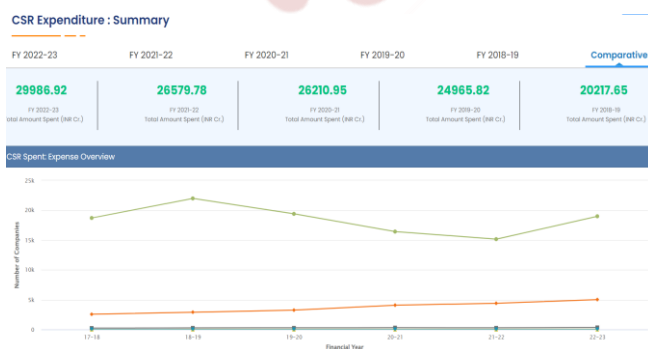 CSR Expenditure : Summary
FY 2022-23 FY 2021-22 FY 2020-21 FY 2019-20 FY 2018-19 Comparative
29986.92 26579.78 26210.95 24965.82 20217.65
FY 2022-23 FY 2021-22 FY 2020-21 FY 2019-20 FY 2018-19
otal Amount Spent (INR Cr.) Total Amount Spent (INR Cr.) Total Amount Spent (INR Cr.) Total Amount Spent (INR Cr.) Total Amount Spent (INR Cr.)
CSR Spent: Expense Overview
25k
20k
15k
10k
5k
0
Number of Companies
17-18 18-19 19-20 20-21 21-22 22-23
Financial Year